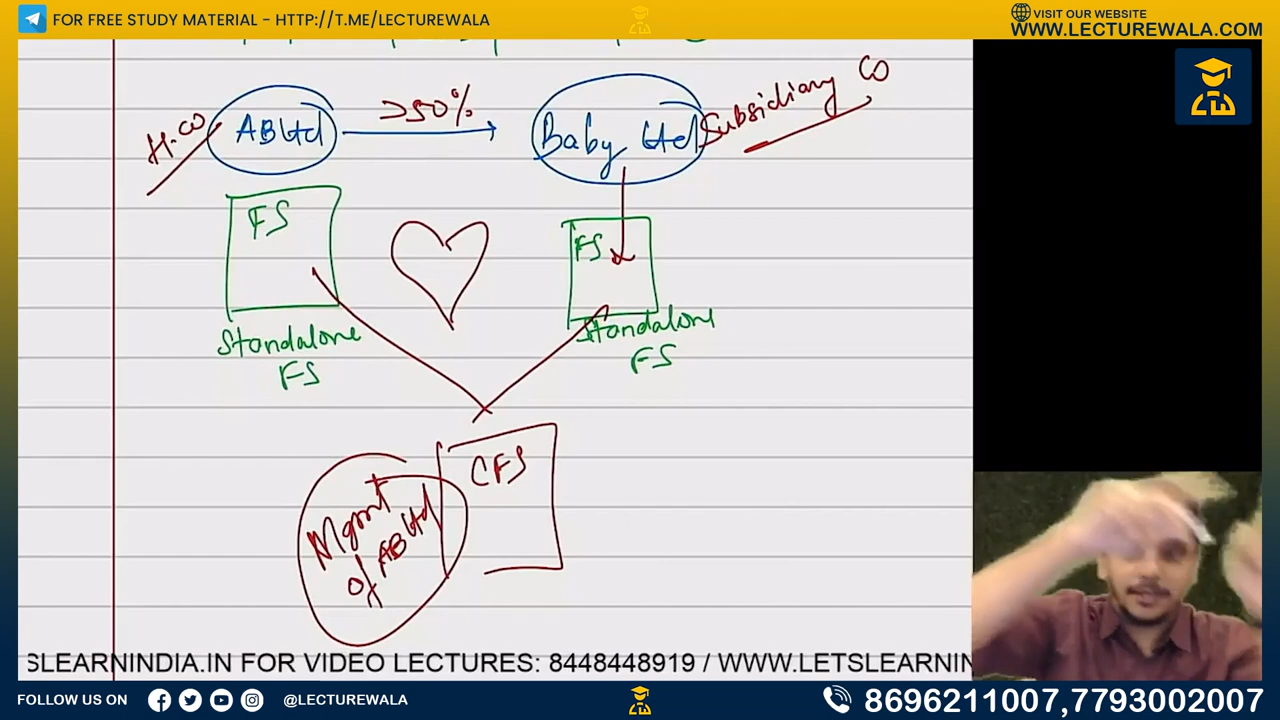 FOR FREE STUDY MATERIAL - HTTP://T.ME/LECTUREWALA
VISIT OUR WEBSITE
WWW.LECTUREWALA.COM
H.CO
AB Ltd
>50%
Baby Ltd
Subsidiary CO
FS
FS
Standalone
FS
Standalone
FS
CFS
Mgmt
of AB Ltd
SLEARNINDIA.IN FOR VIDEO LECTURES: 8448448919 / WWW.LETSLEARNIN
FOLLOW US ON
@LECTUREWALA
8696211007,7793002007